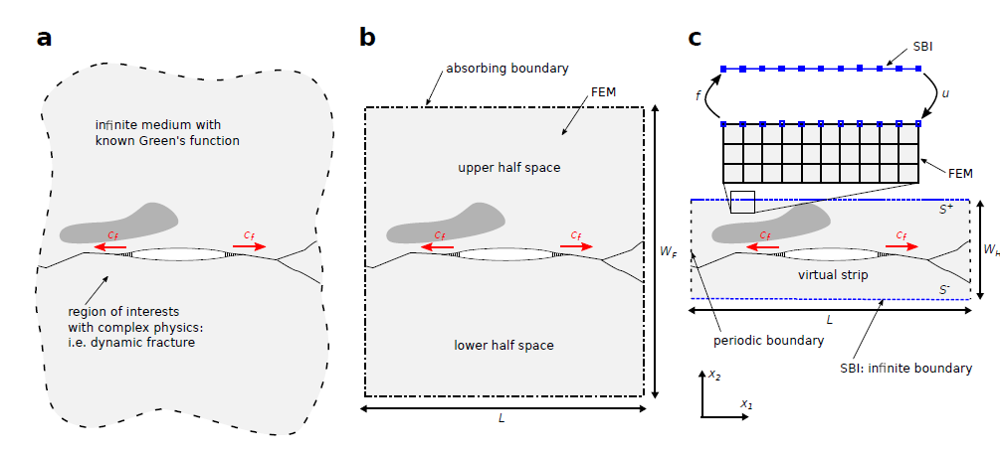 a
infinite medium with
known Green's function
c_f
c_f
region of interests
with complex physics:
i.e. dynamic fracture
b
absorbing boundary
FEM
upper half space
c_f
c_f
W_F
lower half space
L
c
SBI
f
u
FEM
S⁺
c_f
c_f
W_H
virtual strip
S⁻
L
periodic boundary
SBI: infinite boundary
x₂
x₁